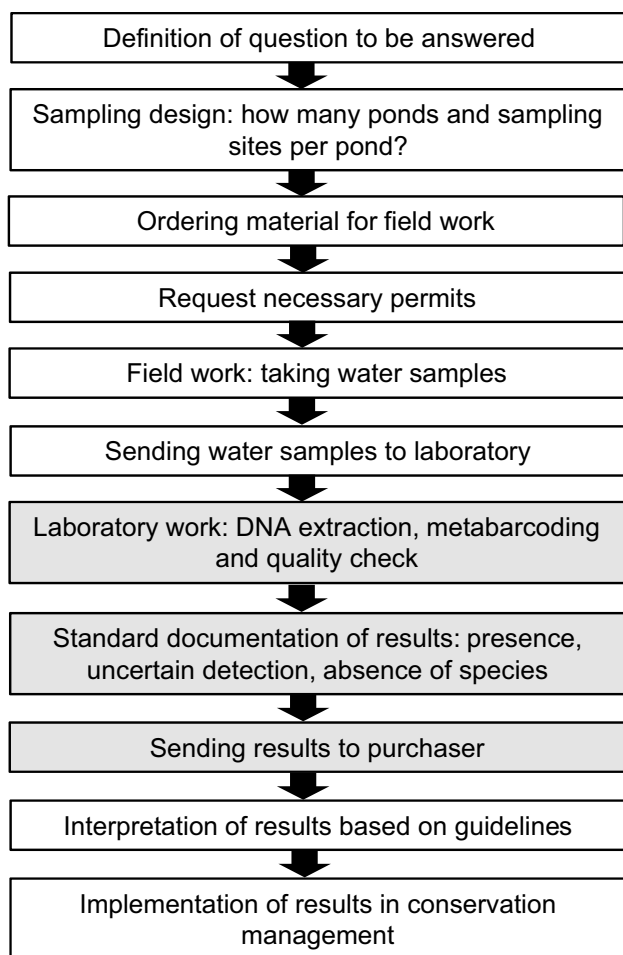 Definition of question to be answered
Sampling design: how many ponds and sampling
sites per pond?
Ordering material for field work
Request necessary permits
Field work: taking water samples
Sending water samples to laboratory
Laboratory work: DNA extraction, metabarcoding
and quality check
Standard documentation of results: presence,
uncertain detection, absence of species
Sending results to purchaser
Interpretation of results based on guidelines
Implementation of results in conservation
management